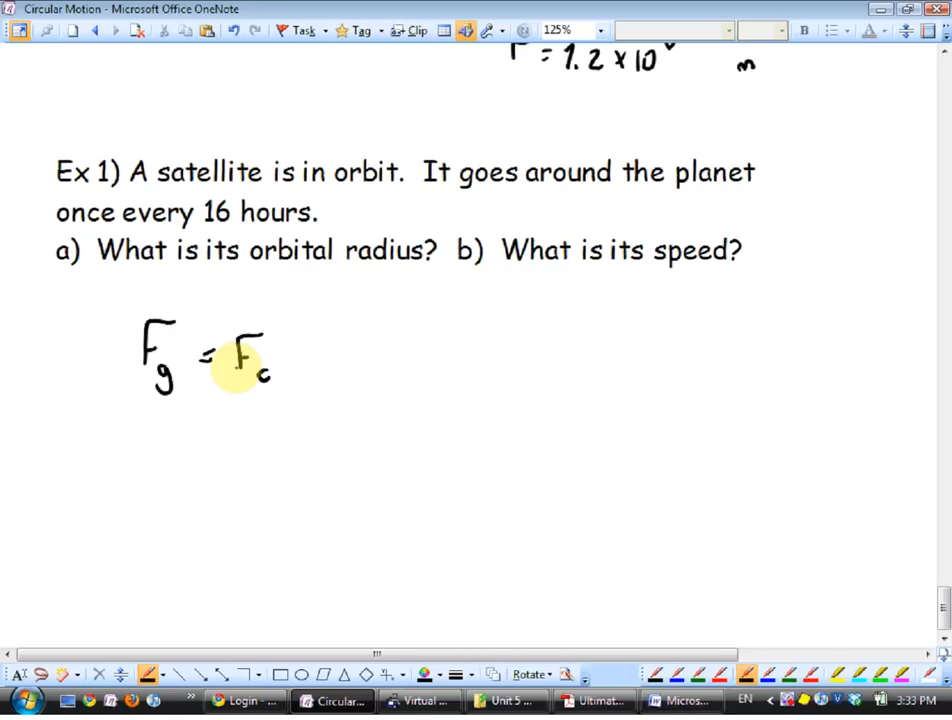 Circular Motion - Microsoft Office OneNote
Task Tag Clip 125% B A
= 7.2 × 10 m
Ex 1) A satellite is in orbit. It goes around the planet
once every 16 hours.
a) What is its orbital radius? b) What is its speed?
Fg = Fc
Rotate
Login - ... Circular... Virtual ... Unit 5 ... Ultimat... Micros... EN 3:33 PM